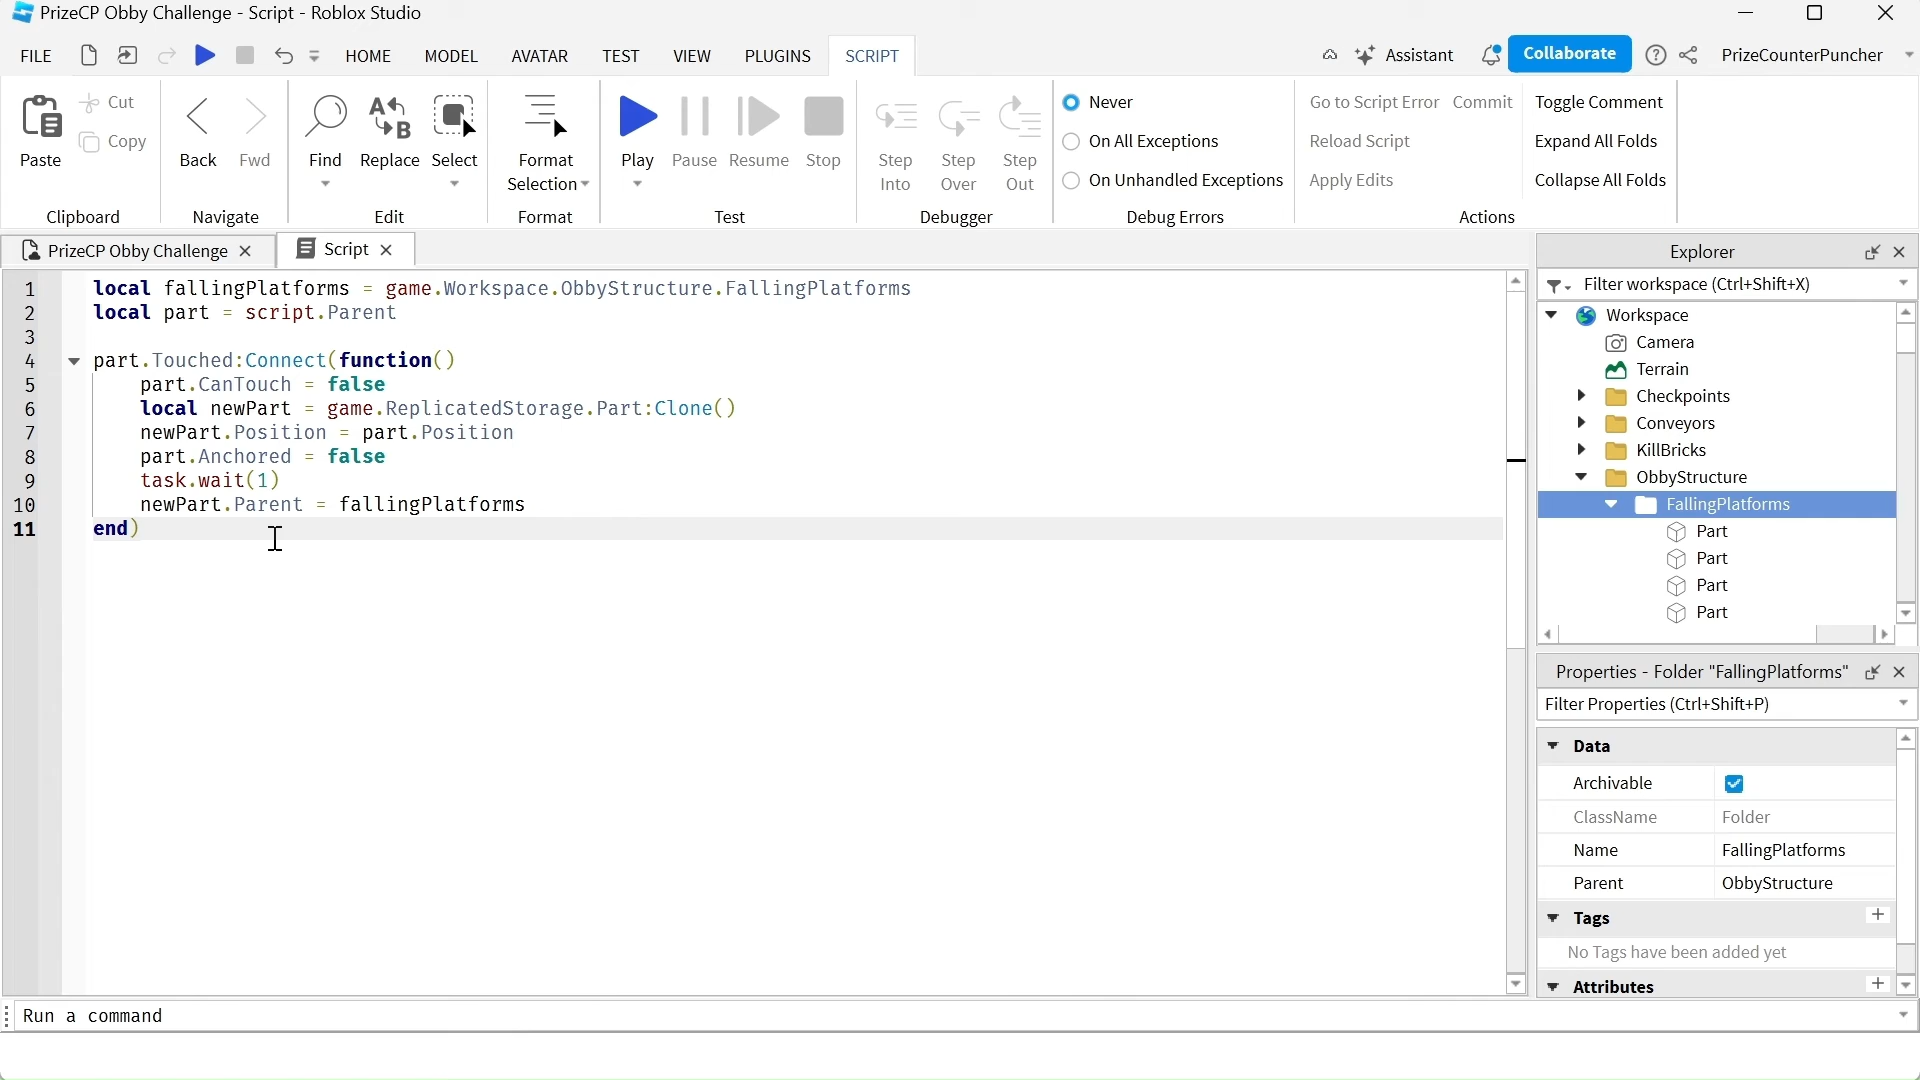 PrizeCP Obby Challenge - Script - Roblox Studio
FILE HOME MODEL AVATAR TEST VIEW PLUGINS SCRIPT Assistant Collaborate PrizeCounterPuncher
Paste
Cut
Copy
Clipboard
Back
Fwd
Navigate
Find
Replace
Select
Edit
Format
Selection
Format
Play
Pause
Resume
Stop
Test
Step
Into
Step
Over
Step
Out
Debugger
Never
On All Exceptions
On Unhandled Exceptions
Debug Errors
Go to Script Error
Commit
Toggle Comment
Reload Script
Expand All Folds
Apply Edits
Collapse All Folds
Actions
PrizeCP Obby Challenge
Script
1 local fallingPlatforms = game.Workspace.ObbyStructure.FallingPlatforms
2 local part = script.Parent
3
4 part.Touched:Connect(function()
5 part.CanTouch = false
6 local newPart = game.ReplicatedStorage.Part:Clone()
7 newPart.Position = part.Position
8 part.Anchored = false
9 task.wait(1)
10 newPart.Parent = fallingPlatforms
11 end)
Explorer
Filter workspace (Ctrl+Shift+X)
Workspace
Camera
Terrain
Checkpoints
Conveyors
KillBricks
ObbyStructure
FallingPlatforms
Part
Part
Part
Part
Properties - Folder "FallingPlatforms"
Filter Properties (Ctrl+Shift+P)
Data
Archivable
ClassName Folder
Name FallingPlatforms
Parent ObbyStructure
Tags
No Tags have been added yet
Attributes
Run a command